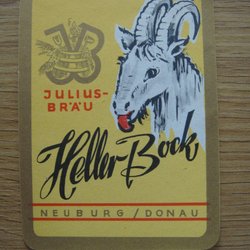 JULIUS-
BRÄU
Heller Bock
NEUBURG / DONAU